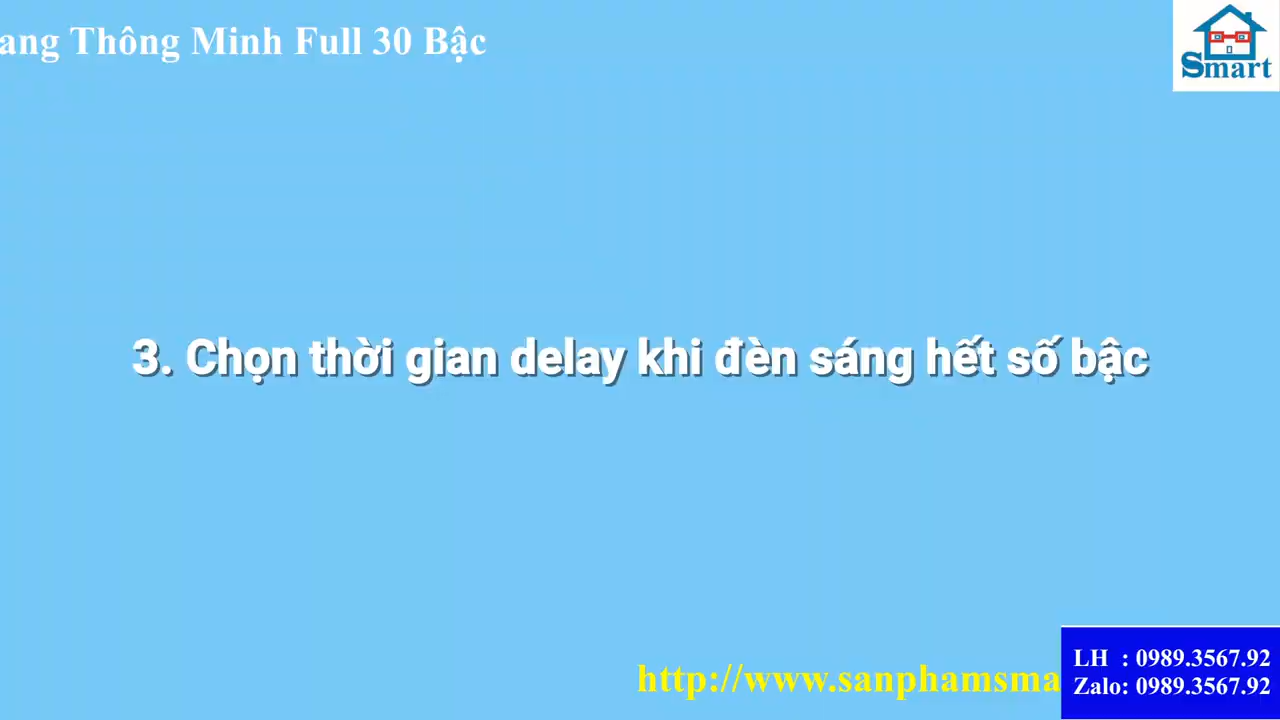 ang Thông Minh Full 30 Bậc
Smart
3. Chọn thời gian delay khi đèn sáng hết số bậc
http://www.sanphamsma
LH : 0989.3567.92
Zalo: 0989.3567.92